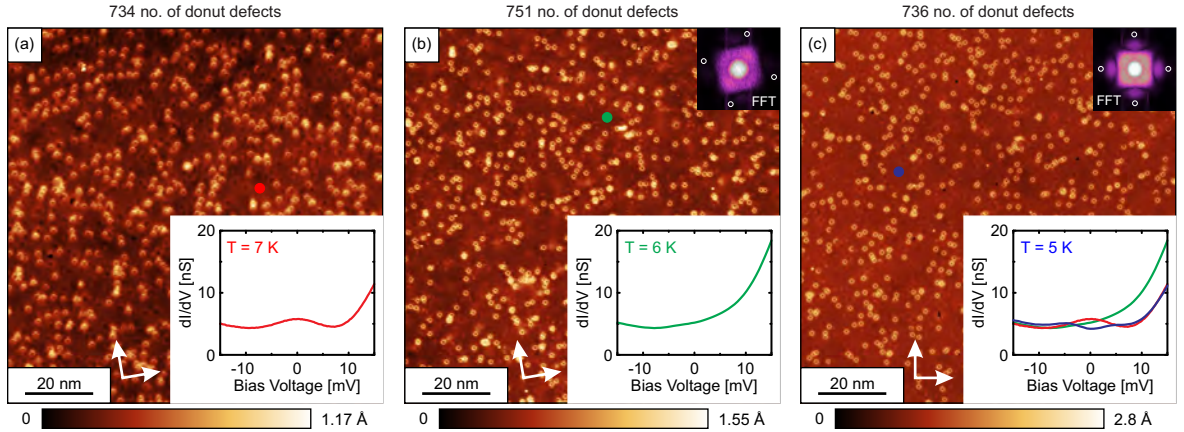 734 no. of donut defects
751 no. of donut defects
736 no. of donut defects
(a)
(b)
(c)
FFT
FFT
20
10
0
dI/dV [nS]
T = 7 K
-10
0
10
Bias Voltage [mV]
20 nm
20
10
0
dI/dV [nS]
T = 6 K
-10
0
10
Bias Voltage [mV]
20 nm
20
10
0
dI/dV [nS]
T = 5 K
-10
0
10
Bias Voltage [mV]
20 nm
0
1.17 Å
0
1.55 Å
0
2.8 Å